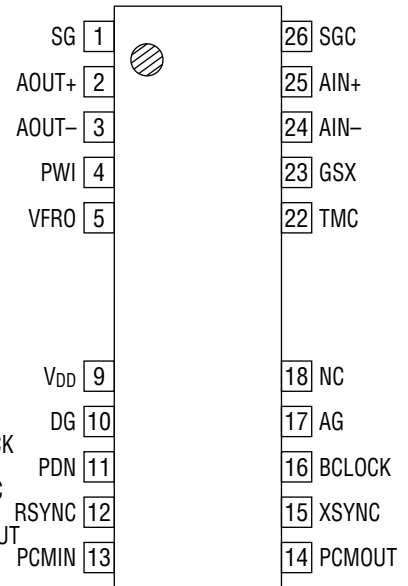 SG 1 26 SGC
AOUT+ 2 25 AIN+
AOUT– 3 24 AIN–
PWI 4 23 GSX
VFRO 5 22 TMC
VDD 9 18 NC
DG 10 17 AG
CK
PDN 11 16 BCLOCK
C
RSYNC 12 15 XSYNC
UT
PCMIN 13 14 PCMOUT